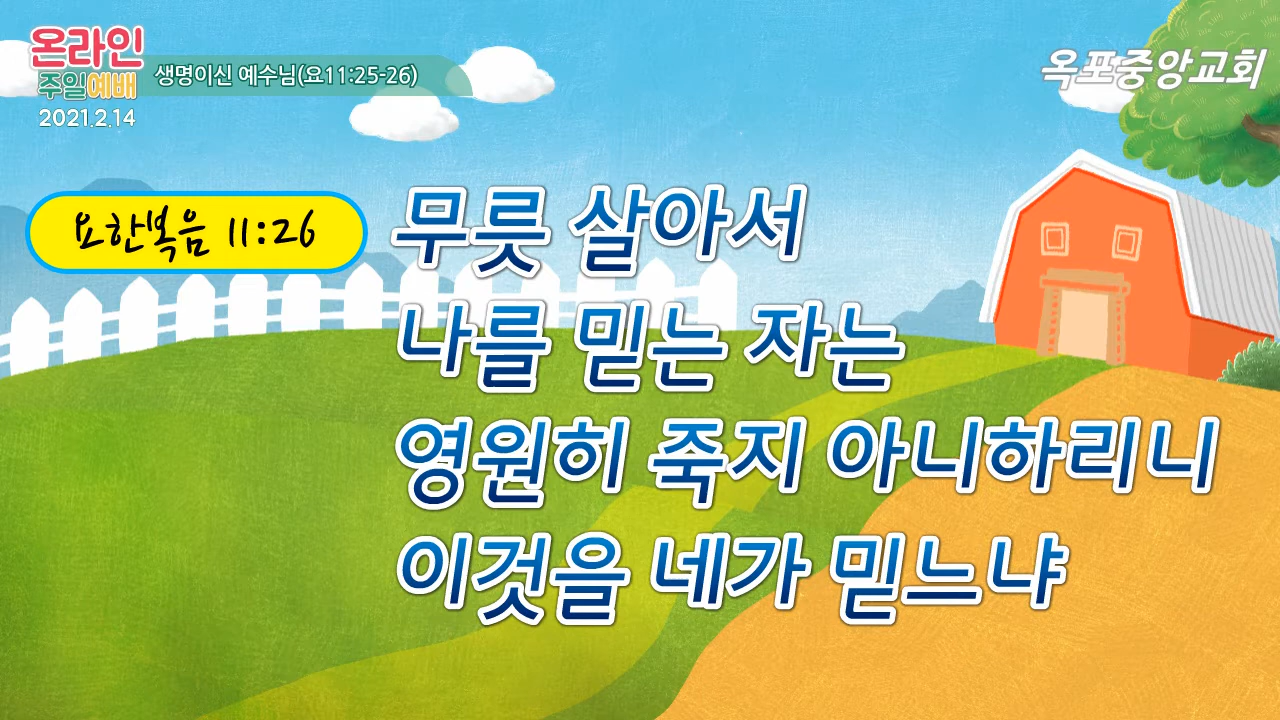 온라인
주일예배
2021.2.14
생명이신 예수님(요11:25-26)
옥포중앙교회
요한복음 11:26
무릇 살아서
나를 믿는 자는
영원히 죽지 아니하리니
이것을 네가 믿느냐